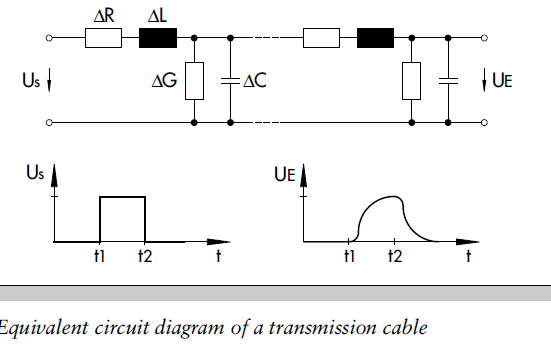 ΔR ΔL
Us ΔG ΔC UE
Us UE
t1 t2 t t1 t2 t
Equivalent circuit diagram of a transmission cable